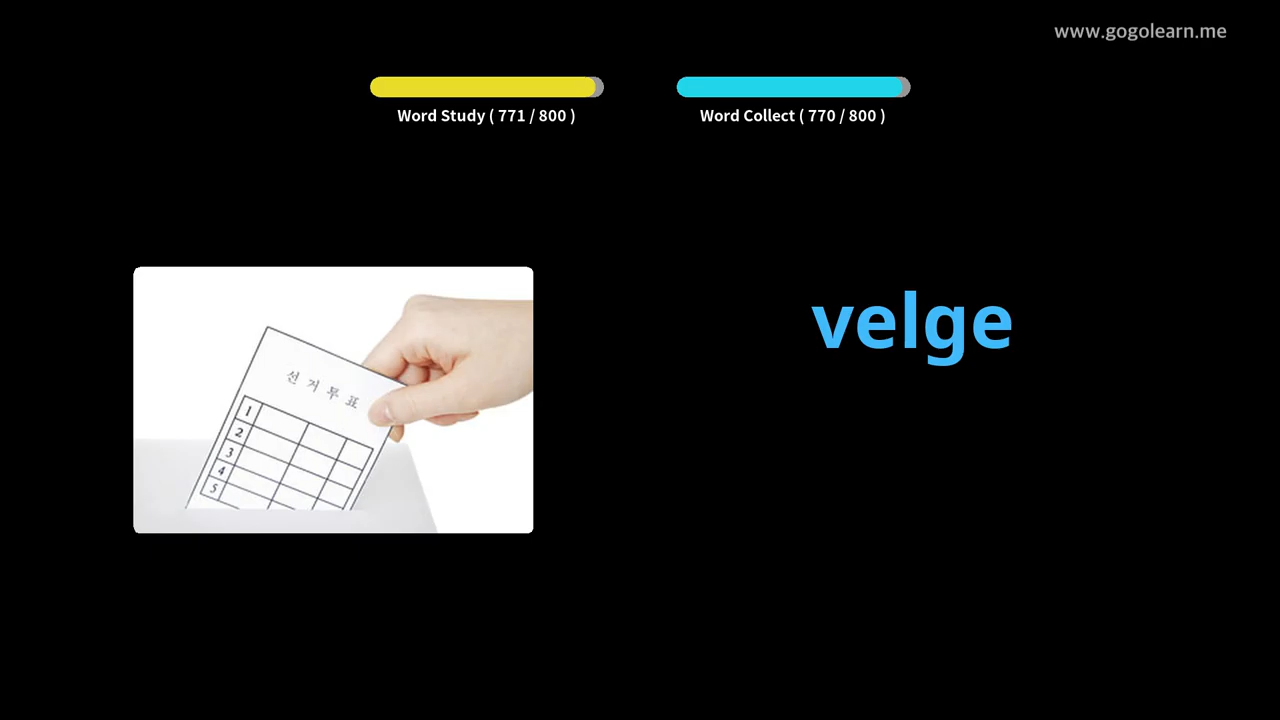 www.gogolearn.me
Word Study ( 771 / 800 )
Word Collect ( 770 / 800 )
velge
선거투표
1
2
3
4
5